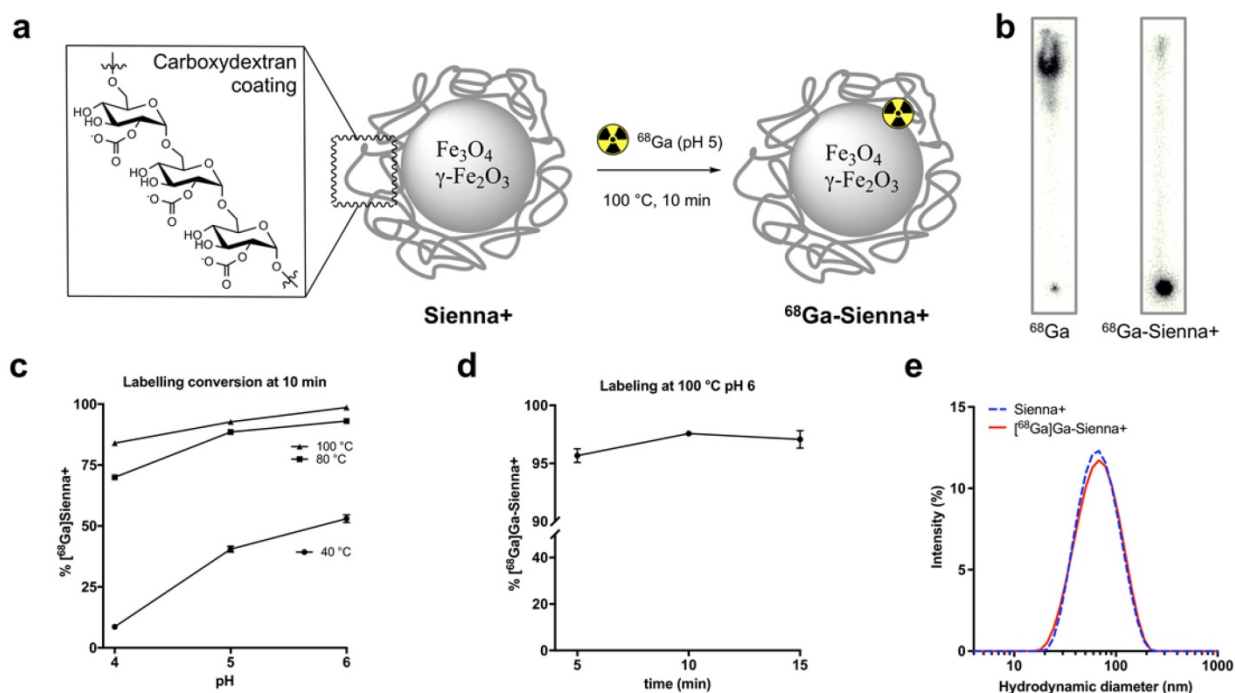 a
Carboxydextran
coating
O
HO
HO
O
O
-O
O
O
HO
HO
O
O
-O
O
O
HO
HO
O
O
-O
O
O
Fe3O4
γ-Fe2O3
Sienna+
68Ga (pH 5)
100 °C, 10 min
Fe3O4
γ-Fe2O3
68Ga-Sienna+
b
68Ga
68Ga-Sienna+
c
Labelling conversion at 10 min
% [68Ga]Sienna+
100
75
50
25
0
100 °C
80 °C
40 °C
4
5
6
pH
d
Labeling at 100 °C pH 6
% [68Ga]Ga-Sienna+
100
95
90
80
60
40
20
0
5
10
15
time (min)
e
Sienna+
[68Ga]Ga-Sienna+
Intensity (%)
15
10
5
0
10
100
1000
Hydrodynamic diameter (nm)